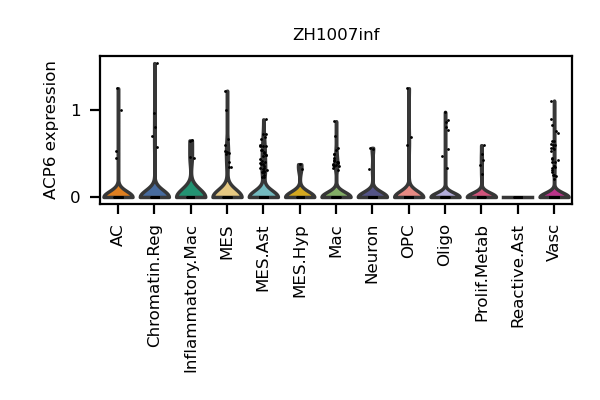 ZH1007inf
ACP6 expression
1
0
AC
Chromatin.Reg
Inflammatory.Mac
MES
MES.Ast
MES.Hyp
Mac
Neuron
OPC
Oligo
Prolif.Metab
Reactive.Ast
Vasc